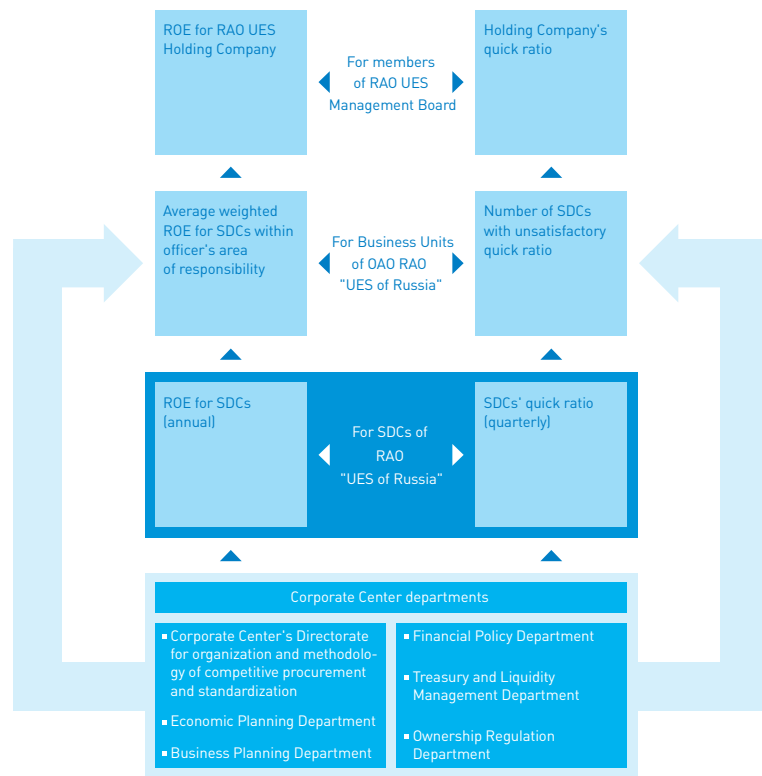 ROE for RAO UES
Holding Company
For members
of RAO UES
Management Board
Holding Company's
quick ratio
Average weighted
ROE for SDCs within
officer's area
of responsibility
For Business Units
of OAO RAO
"UES of Russia"
Number of SDCs
with unsatisfactory
quick ratio
ROE for SDCs
(annual)
For SDCs of
RAO
"UES of Russia"
SDCs' quick ratio
(quarterly)
Corporate Center departments
Corporate Center's Directorate
for organization and methodolo-
gy of competitive procurement
and standardization
Economic Planning Department
Business Planning Department
Financial Policy Department
Treasury and Liquidity
Management Department
Ownership Regulation
Department